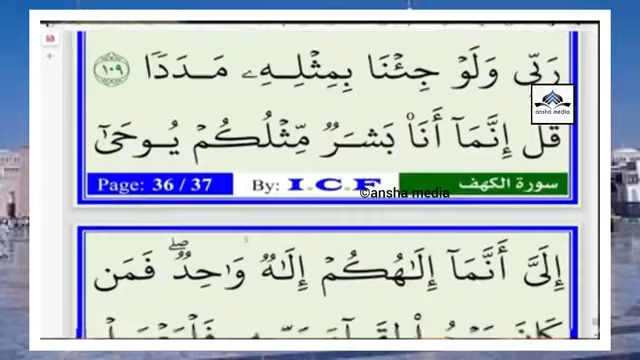 رَبِّي وَلَوْ جِئْنَا بِمِثْلِهِۦ مَدَدًا ١٠٩
ansha media
قُلْ إِنَّمَآ أَنَا۠ بَشَرٌ مِّثْلُكُمْ يُوحَىٰٓ
Page: 36 / 37 By: I.C.F سورة الكهف
©ansha media
إِلَىَّ أَنَّمَآ إِلَٰهُكُمْ إِلَٰهٌ وَٰحِدٌ ۖ فَمَن